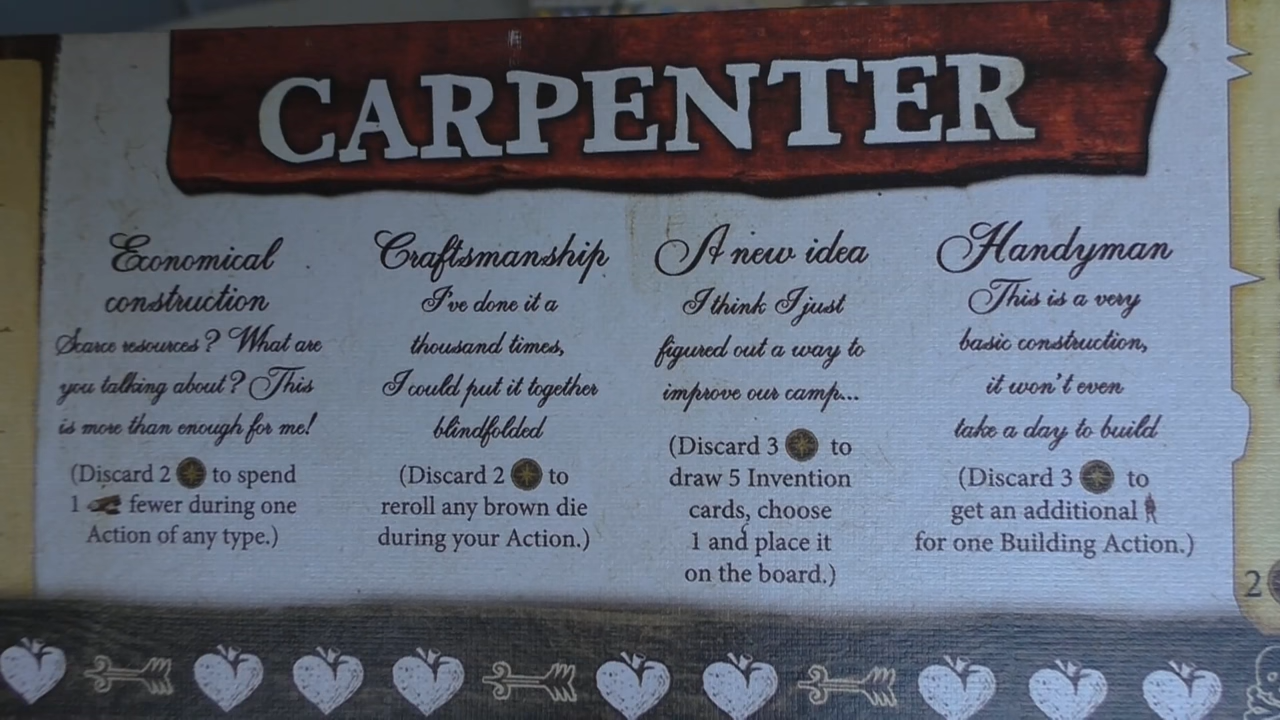 CARPENTER
Economical
construction
Scarce resources? What are
you talking about? This
is more than enough for me!
(Discard 2 to spend
1 fewer during one
Action of any type.)
Craftsmanship
I've done it a
thousand times,
I could put it together
blindfolded
(Discard 2 to
reroll any brown die
during your Action.)
A new idea
I think I just
figured out a way to
improve our camp...
(Discard 3 to
draw 5 Invention
cards, choose
1 and place it
on the board.)
Handyman
This is a very
basic construction,
it won't even
take a day to build
(Discard 3 to
get an additional
for one Building Action.)
2